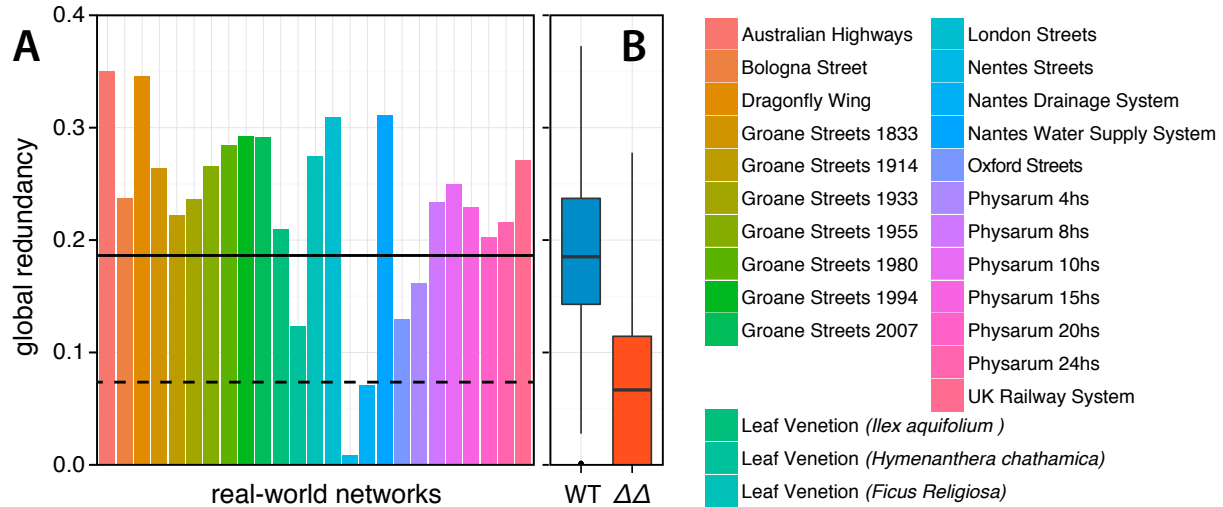 A
B
global redundancy
0.4
0.3
0.2
0.1
0.0
real-world networks
WT ΔΔ
Australian Highways
Bologna Street
Dragonfly Wing
Groane Streets 1833
Groane Streets 1914
Groane Streets 1933
Groane Streets 1955
Groane Streets 1980
Groane Streets 1994
Groane Streets 2007
London Streets
Nentes Streets
Nantes Drainage System
Nantes Water Supply System
Oxford Streets
Physarum 4hs
Physarum 8hs
Physarum 10hs
Physarum 15hs
Physarum 20hs
Physarum 24hs
UK Railway System
Leaf Venetion (Ilex aquifolium )
Leaf Venetion (Hymenanthera chathamica)
Leaf Venetion (Ficus Religiosa)